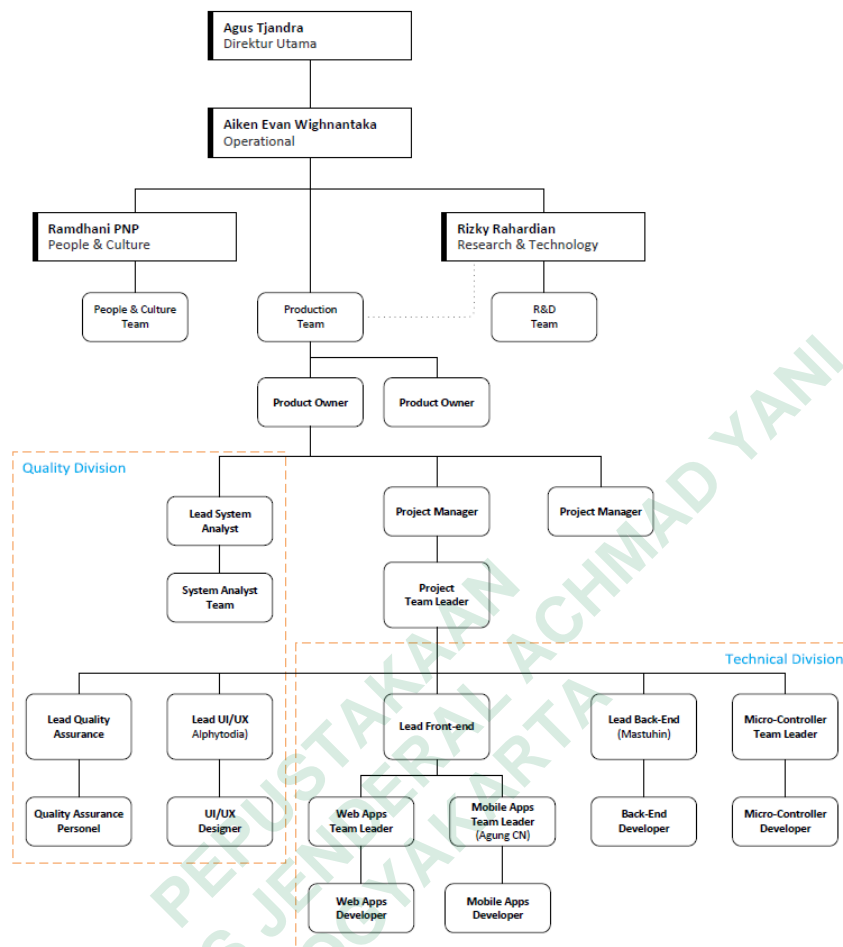 Agus Tjandra
Direktur Utama
Aiken Evan Wighnantaka
Operational
Ramdhani PNP
People & Culture
Rizky Rahardian
Research & Technology
People & Culture
Team
Production
Team
R&D
Team
Product Owner
Product Owner
Quality Division
Lead System
Analyst
Project Manager
Project Manager
System Analyst
Team
Project
Team Leader
Technical Division
Lead Quality
Assurance
Lead UI/UX
Alphytodia)
Lead Front-end
Lead Back-End
(Mastuhin)
Micro-Controller
Team Leader
Quality Assurance
Personel
UI/UX
Designer
Web Apps
Team Leader
Mobile Apps
Team Leader
(Agung CN)
Back-End
Developer
Micro-Controller
Developer
Web Apps
Developer
Mobile Apps
Developer
PEPUSTAKAAN
S JENDERAL ACHMAD YANI
OGYAKARTA